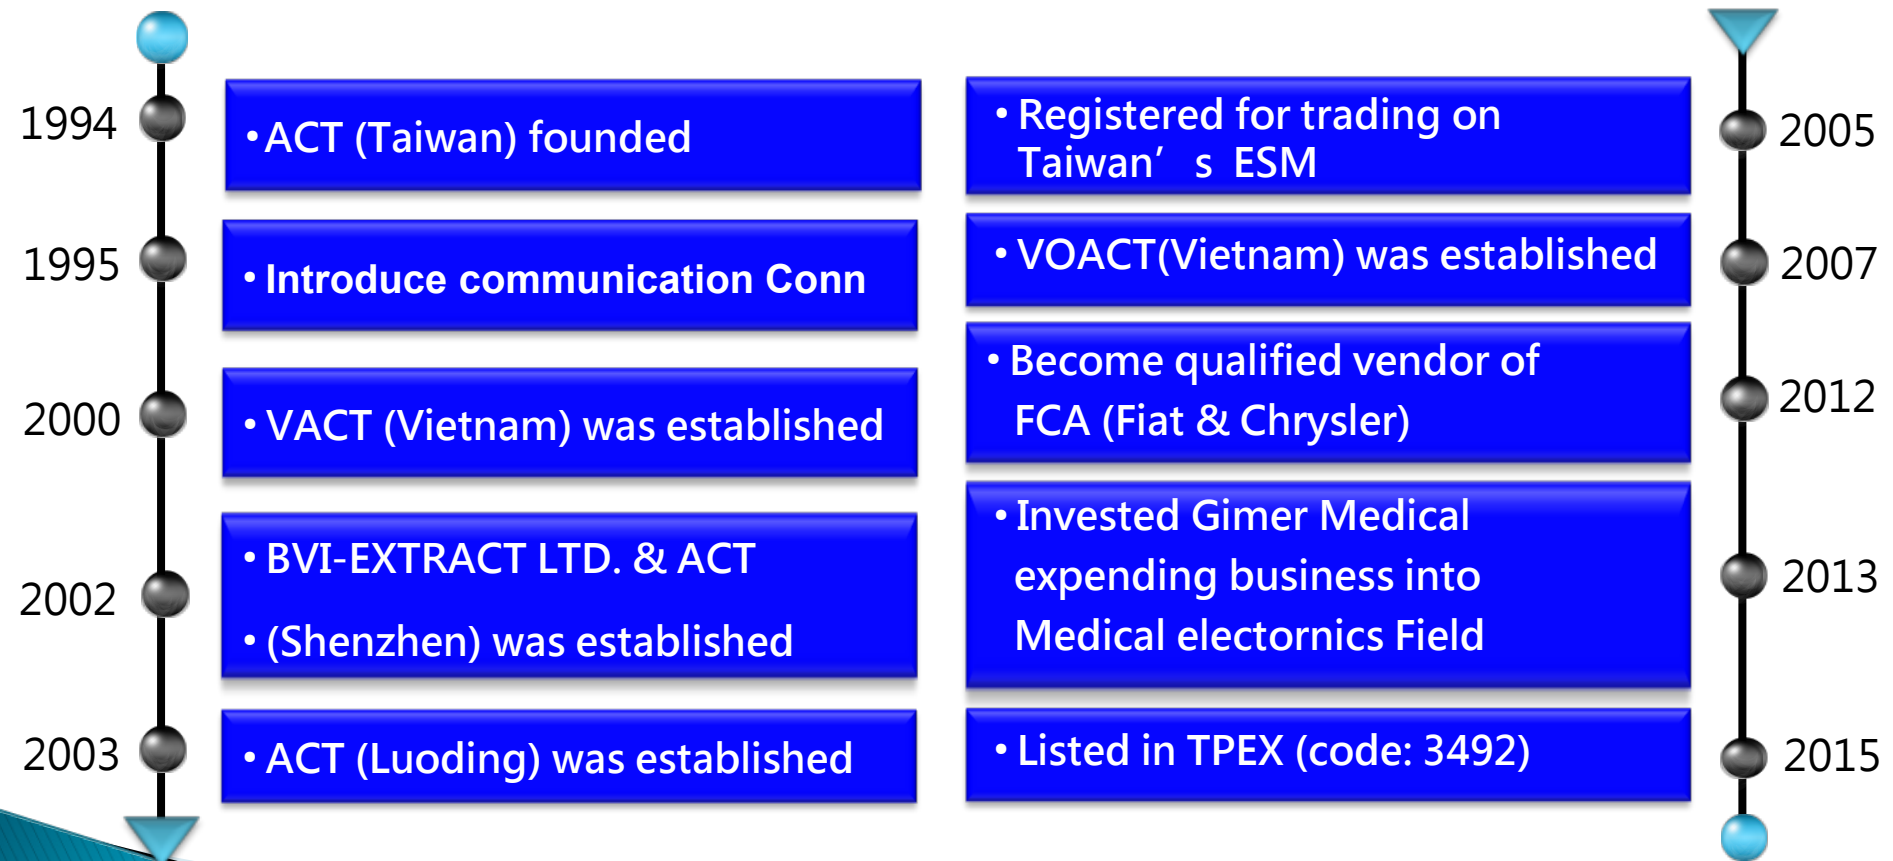 1994
• ACT (Taiwan) founded
1995
• Introduce communication Conn
2000
• VACT (Vietnam) was established
2002
• BVI-EXTRACT LTD. & ACT
• (Shenzhen) was established
2003
• ACT (Luoding) was established
• Registered for trading on
Taiwan’ s ESM
2005
• VOACT(Vietnam) was established
2007
• Become qualified vendor of
FCA (Fiat & Chrysler)
2012
• Invested Gimer Medical
expending business into
Medical electornics Field
2013
• Listed in TPEX (code: 3492)
2015